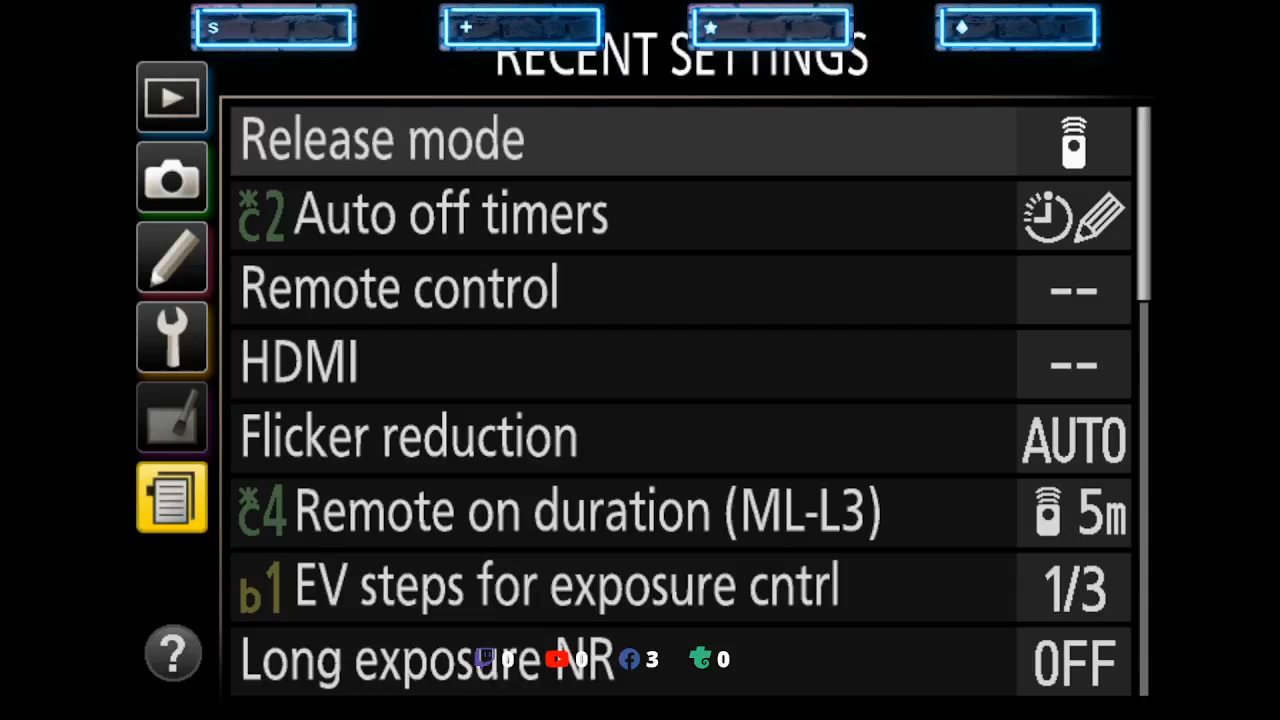 S
RECENT SETTINGS
Release mode
c2 Auto off timers
Remote control --
HDMI --
Flicker reduction AUTO
c4 Remote on duration (ML-L3) 5m
b1 EV steps for exposure cntrl 1/3
Long exposure NR OFF
0 0 3 0
?